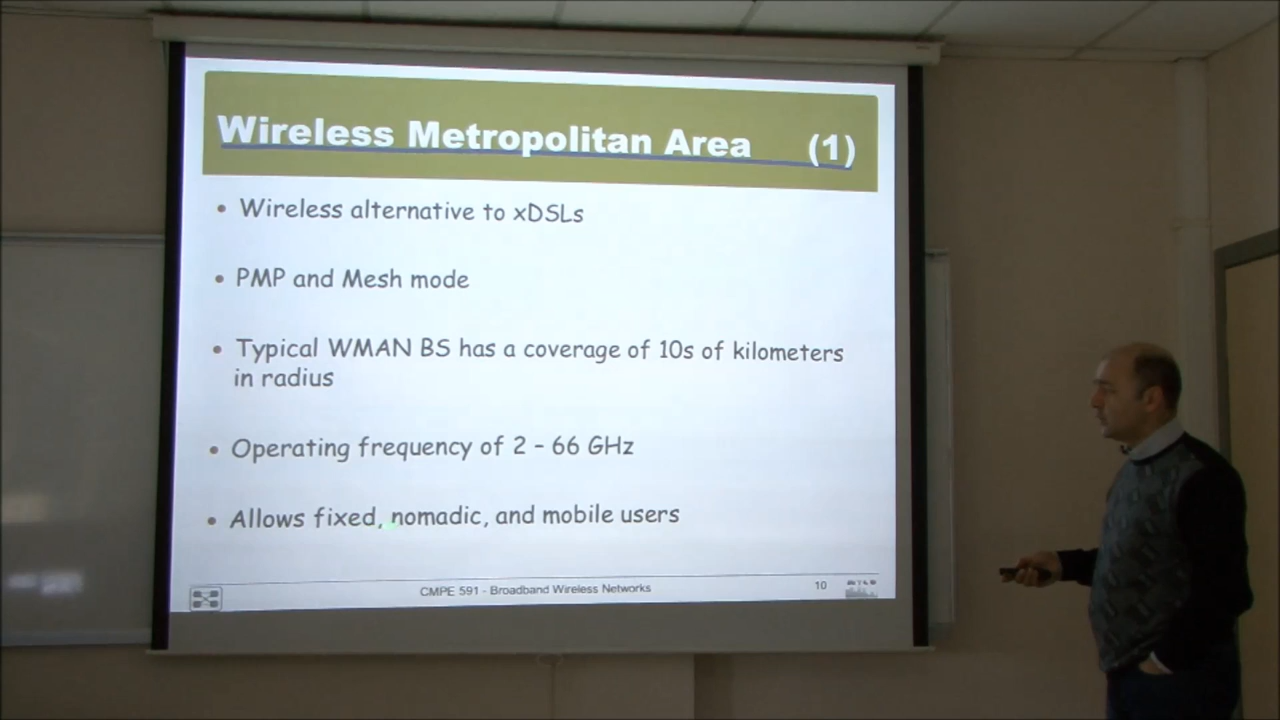 Wireless Metropolitan Area (1)
• Wireless alternative to xDSLs
• PMP and Mesh mode
• Typical WMAN BS has a coverage of 10s of kilometers
in radius
• Operating frequency of 2 – 66 GHz
• Allows fixed, nomadic, and mobile users
CMPE 591 - Broadband Wireless Networks 10